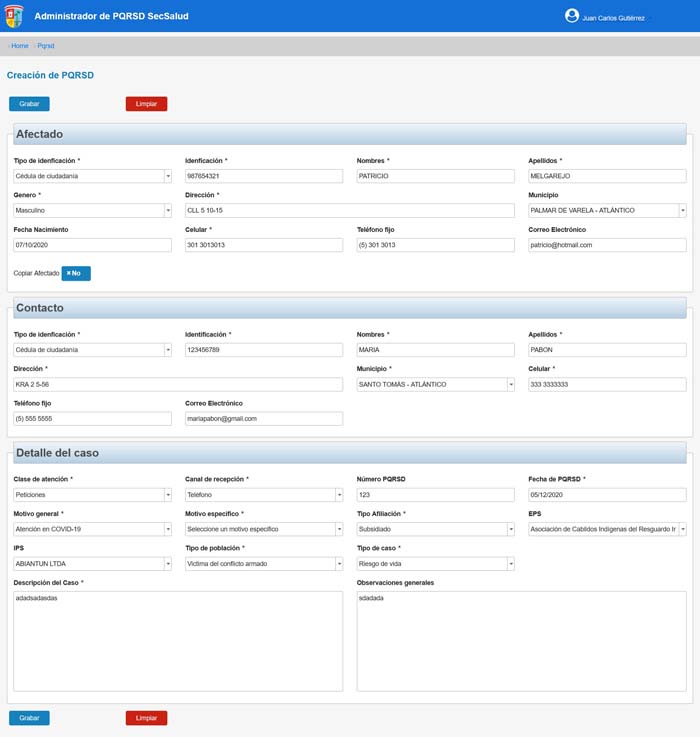 Administrador de PQRSD SecSalud
Juan Carlos Gutiérrez
Home Pqrsd
Creación de PQRSD
Grabar Limpiar
Afectado
Tipo de idenficación * Idenficación * Nombres * Apellidos *
Cédula de ciudadanía 987654321 PATRICIO MELGAREJO
Genero * Dirección * Municipio
Masculino CLL 5 10-15 PALMAR DE VARELA - ATLÁNTICO
Fecha Nacimiento Celular * Teléfono fijo Correo Electrónico
07/10/2020 301 3013013 (5) 301 3013 patricio@hotmail.com
Copiar Afectado × No
Contacto
Tipo de idenficación * Identificación * Nombres * Apellidos *
Cédula de ciudadanía 123456789 MARIA PABON
Dirección * Municipio * Celular *
KRA 2 5-56 SANTO TOMÁS - ATLÁNTICO 333 3333333
Teléfono fijo Correo Electrónico
(5) 555 5555 mariapabon@gmail.com
Detalle del caso
Clase de atención * Canal de recepción * Número PQRSD Fecha de PQRSD *
Peticiones Teléfono 123 05/12/2020
Motivo general * Motivo específico * Tipo Afiliación * EPS
Atención en COVID-19 Seleccione un motivo específico Subsidiado Asociación de Cabildos Indígenas del Resguardo Ir
IPS Tipo de población * Tipo de caso *
ABIANTUN LTDA Víctima del conflicto armado Riesgo de vida
Descripción del Caso * Observaciones generales
adadsadasdas sdadada
Grabar Limpiar